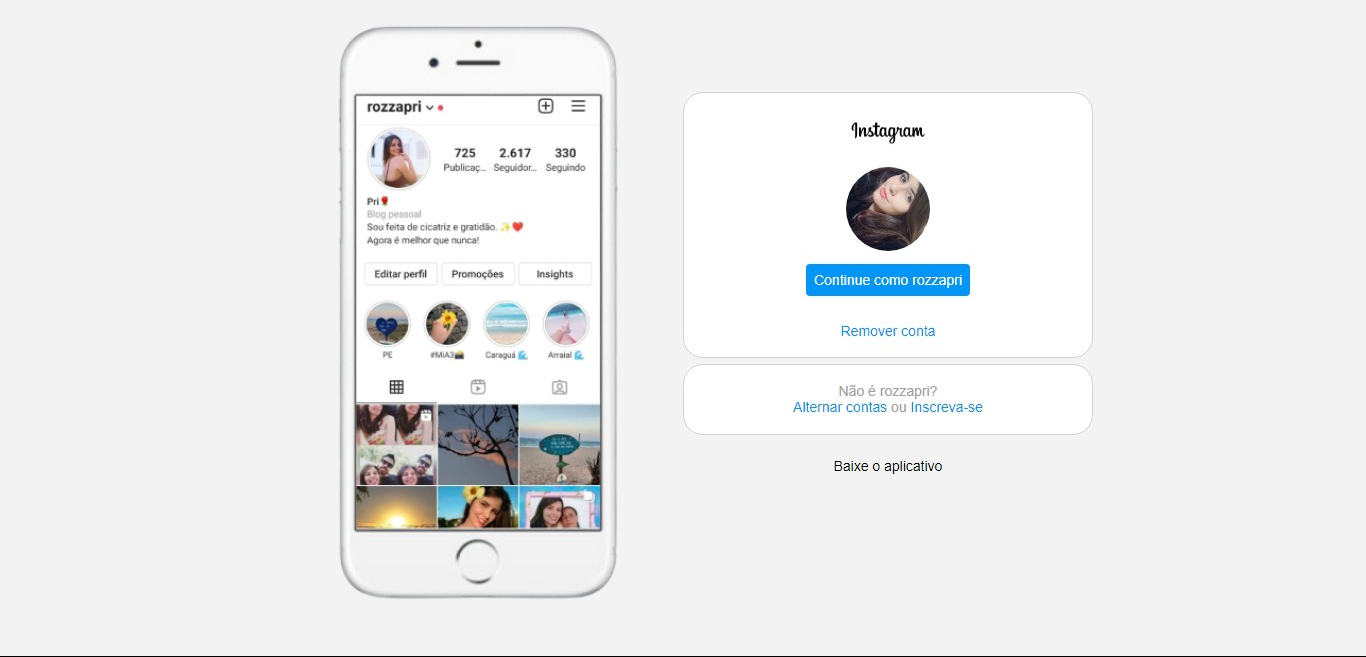 rozzapri
725 2.617 330
Publicaç... Seguidor... Seguindo
Pri🌹
Blog pessoal
Sou feita de cicatriz e gratidão. ✨❤️
Agora é melhor que nunca!
Editar perfil Promoções Insights
PE #MiA3📸 Caraguá 🌊 Arraial 🌊
Instagram
Continue como rozzapri
Remover conta
Não é rozzapri?
Alternar contas ou Inscreva-se
Baixe o aplicativo